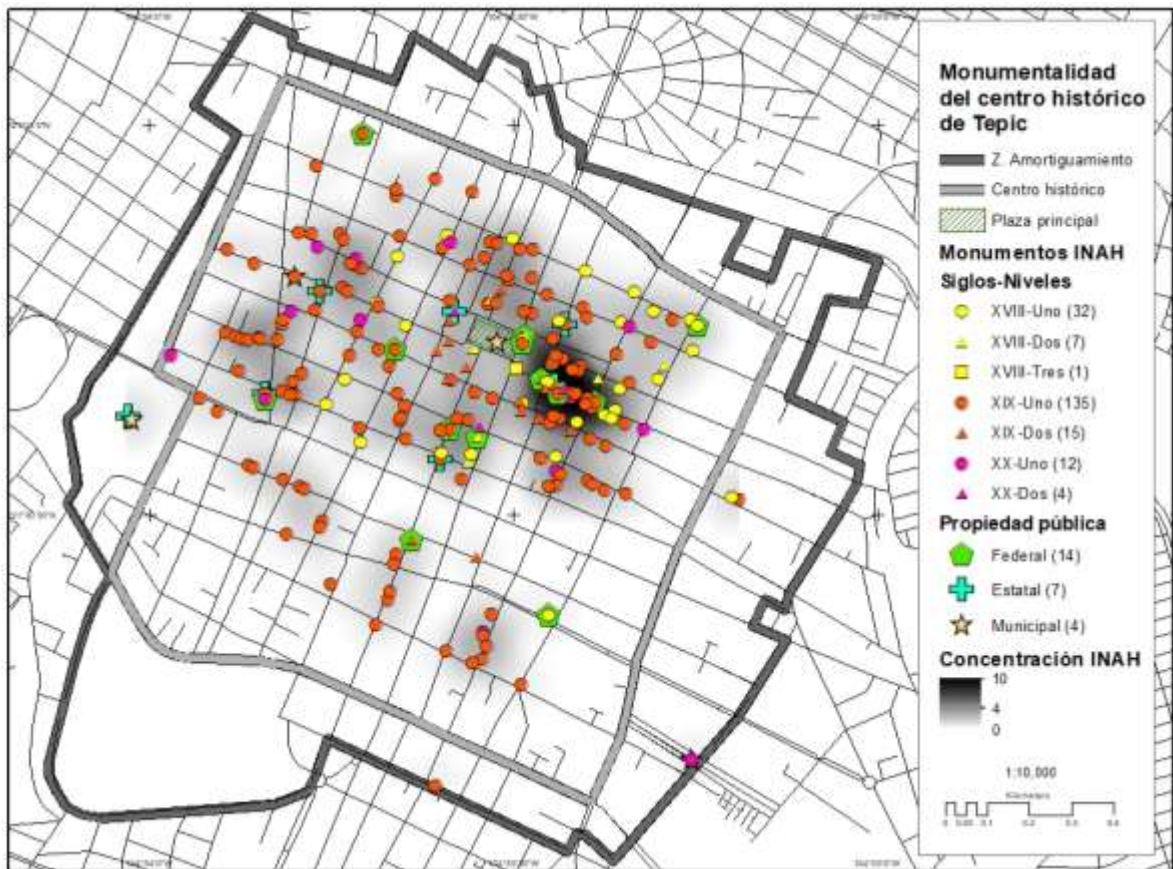 Monumentalidad
del centro histórico
de Tepic
Z. Amortiguamiento
Centro histórico
Plaza principal
Monumentos INAH
Siglos-Niveles
XVIII-Uno (32)
XVIII-Dos (7)
XVIII-Tres (1)
XIX-Uno (135)
XIX-Dos (15)
XX-Uno (12)
XX-Dos (4)
Propiedad pública
Federal (14)
Estatal (7)
Municipal (4)
Concentración INAH
10
4
0
1:10,000
Kilometers